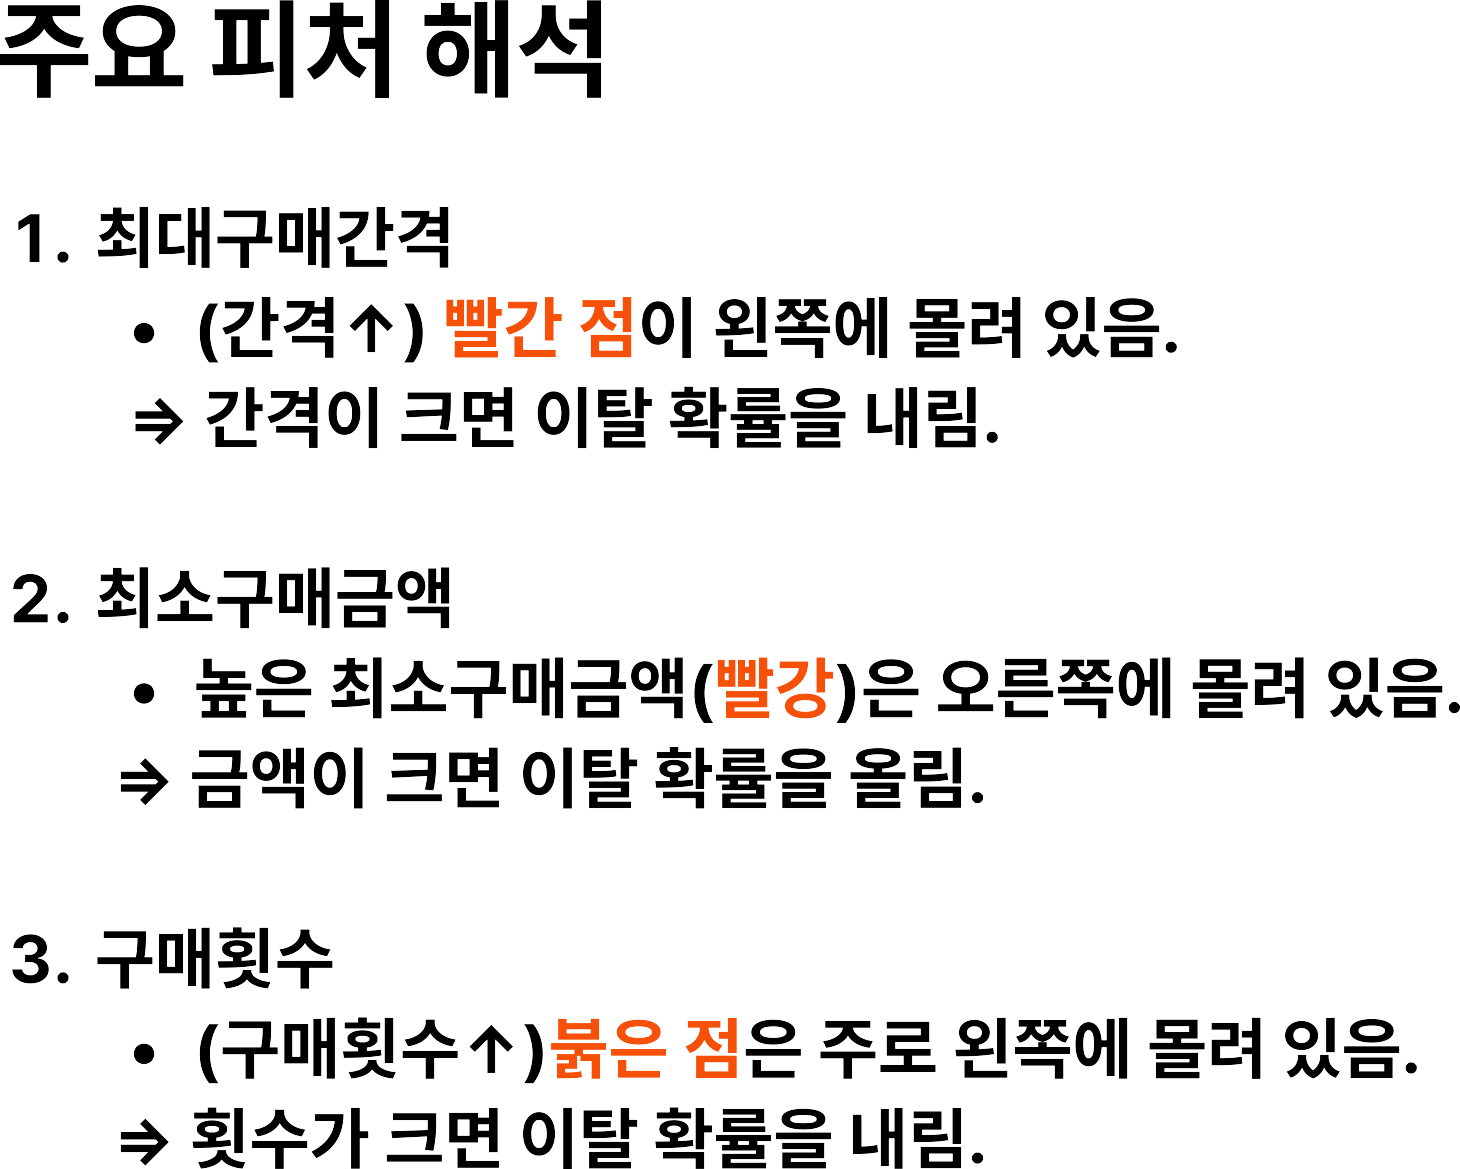 주요 피처 해석
1. 최대구매간격
• (간격↑) 빨간 점이 왼쪽에 몰려 있음.
⇒ 간격이 크면 이탈 확률을 내림.
2. 최소구매금액
• 높은 최소구매금액(빨강)은 오른쪽에 몰려 있음.
⇒ 금액이 크면 이탈 확률을 올림.
3. 구매횟수
• (구매횟수↑)붉은 점은 주로 왼쪽에 몰려 있음.
⇒ 횟수가 크면 이탈 확률을 내림.